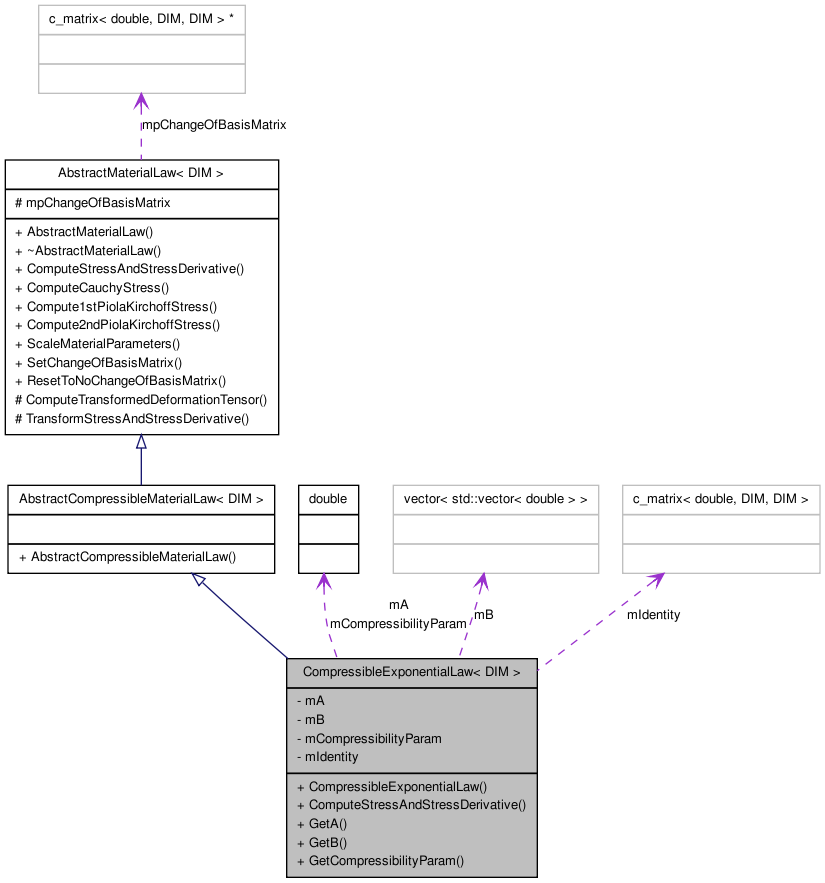 c_matrix< double, DIM, DIM > *
mpChangeOfBasisMatrix
AbstractMaterialLaw< DIM >
# mpChangeOfBasisMatrix
+ AbstractMaterialLaw()
+ ~AbstractMaterialLaw()
+ ComputeStressAndStressDerivative()
+ ComputeCauchyStress()
+ Compute1stPiolaKirchoffStress()
+ Compute2ndPiolaKirchoffStress()
+ ScaleMaterialParameters()
+ SetChangeOfBasisMatrix()
+ ResetToNoChangeOfBasisMatrix()
# ComputeTransformedDeformationTensor()
# TransformStressAndStressDerivative()
AbstractCompressibleMaterialLaw< DIM >
+ AbstractCompressibleMaterialLaw()
double
vector< std::vector< double > >
c_matrix< double, DIM, DIM >
mA
mCompressibilityParam
mB
mIdentity
CompressibleExponentialLaw< DIM >
- mA
- mB
- mCompressibilityParam
- mIdentity
+ CompressibleExponentialLaw()
+ ComputeStressAndStressDerivative()
+ GetA()
+ GetB()
+ GetCompressibilityParam()